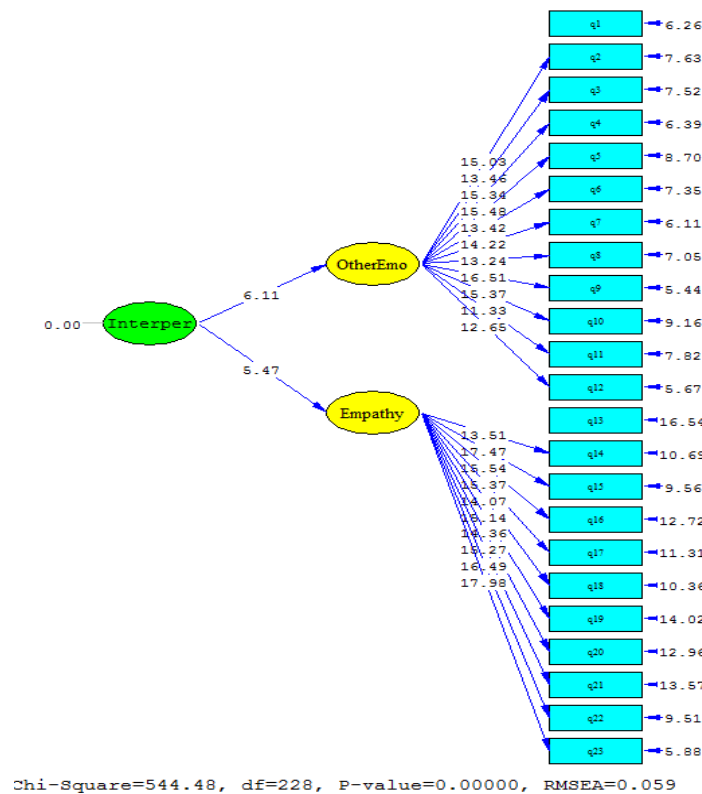 q1 6.26
q2 7.63
q3 7.52
q4 6.39
q5 8.70
q6 7.35
q7 6.11
q8 7.05
q9 5.44
q10 9.16
q11 7.82
q12 5.67
q13 16.54
q14 10.69
q15 9.56
q16 12.72
q17 11.31
q18 10.36
q19 14.02
q20 12.96
q21 13.57
q22 9.51
q23 5.88
15.03
13.46
15.34
15.48
13.42
14.22
13.24
16.51
15.37
11.33
12.65
OtherEmo
6.11
0.00 Interper
5.47
Empathy
13.51
17.47
15.54
15.37
14.07
15.14
14.36
15.27
16.49
17.98
Chi-Square=544.48, df=228, P-value=0.00000, RMSEA=0.059